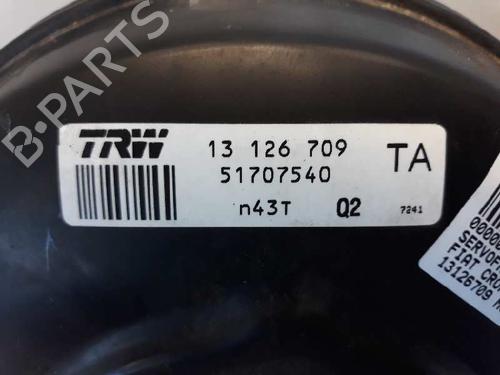 B-PARTS
TRW
13 126 709
TA
51707540
n43T
Q2
7241
SERVOF
FIAT CRO
13126709